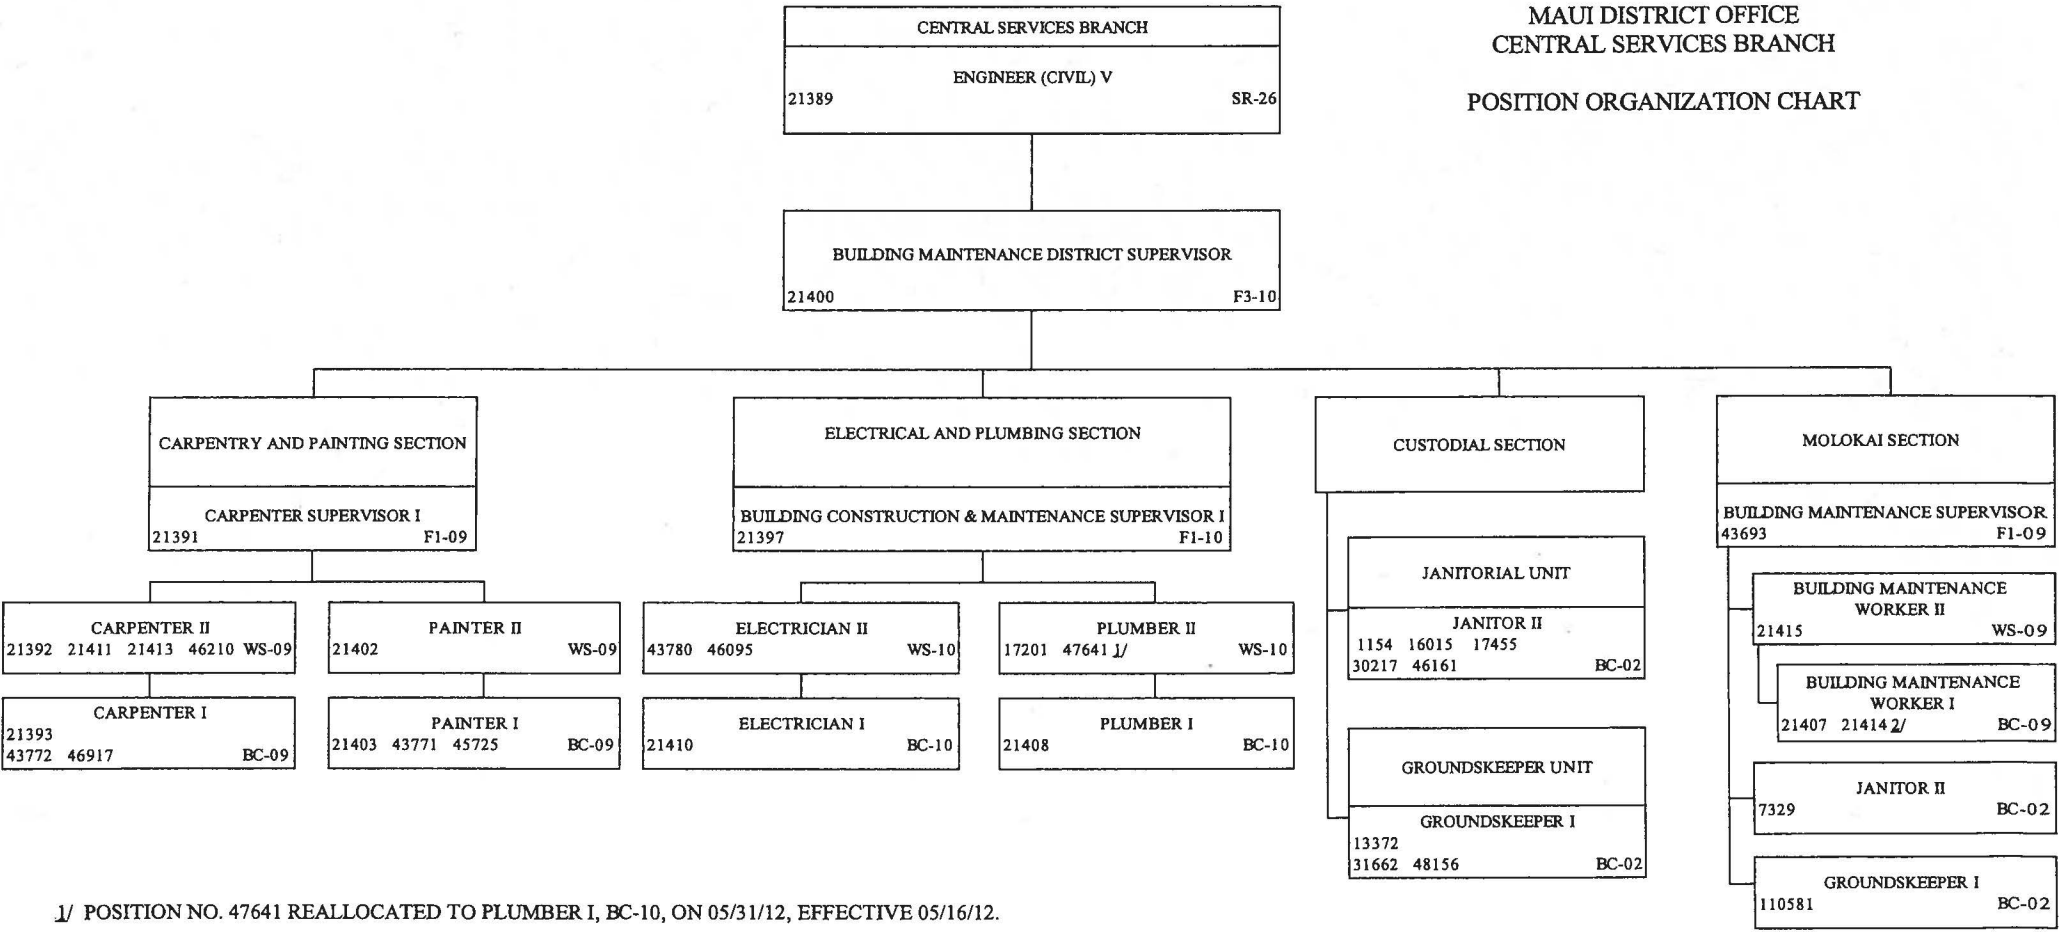 MAUI DISTRICT OFFICE
CENTRAL SERVICES BRANCH
POSITION ORGANIZATION CHART
CENTRAL SERVICES BRANCH
ENGINEER (CIVIL) V
21389 SR-26
BUILDING MAINTENANCE DISTRICT SUPERVISOR
21400 F3-10
CARPENTRY AND PAINTING SECTION
CARPENTER SUPERVISOR I
21391 F1-09
CARPENTER II
21392 21411 21413 46210 WS-09
CARPENTER I
21393
43772 46917 BC-09
PAINTER II
21402 WS-09
PAINTER I
21403 43771 45725 BC-09
ELECTRICAL AND PLUMBING SECTION
BUILDING CONSTRUCTION & MAINTENANCE SUPERVISOR I
21397 F1-10
ELECTRICIAN II
43780 46095 WS-10
ELECTRICIAN I
21410 BC-10
PLUMBER II
17201 47641 1/ WS-10
PLUMBER I
21408 BC-10
CUSTODIAL SECTION
JANITORIAL UNIT
JANITOR II
1154 16015 17455
30217 46161 BC-02
GROUNDSKEEPER UNIT
GROUNDSKEEPER I
13372
31662 48156 BC-02
MOLOKAI SECTION
BUILDING MAINTENANCE SUPERVISOR
43693 F1-09
BUILDING MAINTENANCE
WORKER II
21415 WS-09
BUILDING MAINTENANCE
WORKER I
21407 21414 2/ BC-09
JANITOR II
7329 BC-02
GROUNDSKEEPER I
110581 BC-02
1/ POSITION NO. 47641 REALLOCATED TO PLUMBER I, BC-10, ON 05/31/12, EFFECTIVE 05/16/12.